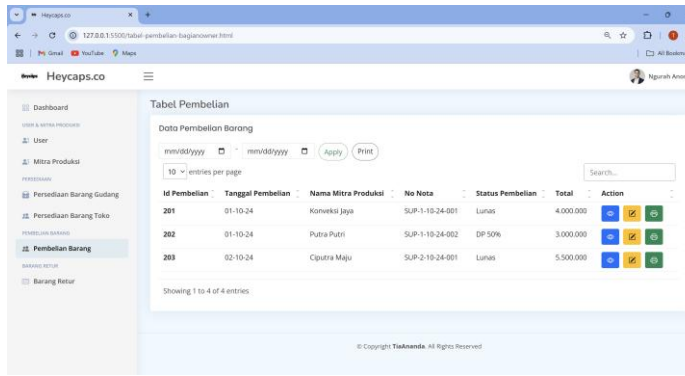 Heycaps.co
127.0.0.1:5500/tabel-pembelian-bagianowner.html
Gmail YouTube Maps All Bookm
Heycaps.co Ngurah Anan
Dashboard
USER & MITRA PRODUKSI
User
Mitra Produksi
PERSEDIAAN
Persediaan Barang Gudang
Persediaan Barang Toko
PEMBELIAN BARANG
Pembelian Barang
BARANG RETUR
Barang Retur
Tabel Pembelian
Data Pembelian Barang
mm/dd/yyyy - mm/dd/yyyy Apply Print
10 entries per page Search...
Id Pembelian Tanggal Pembelian Nama Mitra Produksi No Nota Status Pembelian Total Action
201 01-10-24 Konveksi Jaya SUP-1-10-24-001 Lunas 4.000.000
202 01-10-24 Putra Putri SUP-1-10-24-002 DP 50% 3.000.000
203 02-10-24 Ciputra Maju SUP-2-10-24-001 Lunas 5.500.000
Showing 1 to 4 of 4 entries
© Copyright TiaAnanda. All Rights Reserved